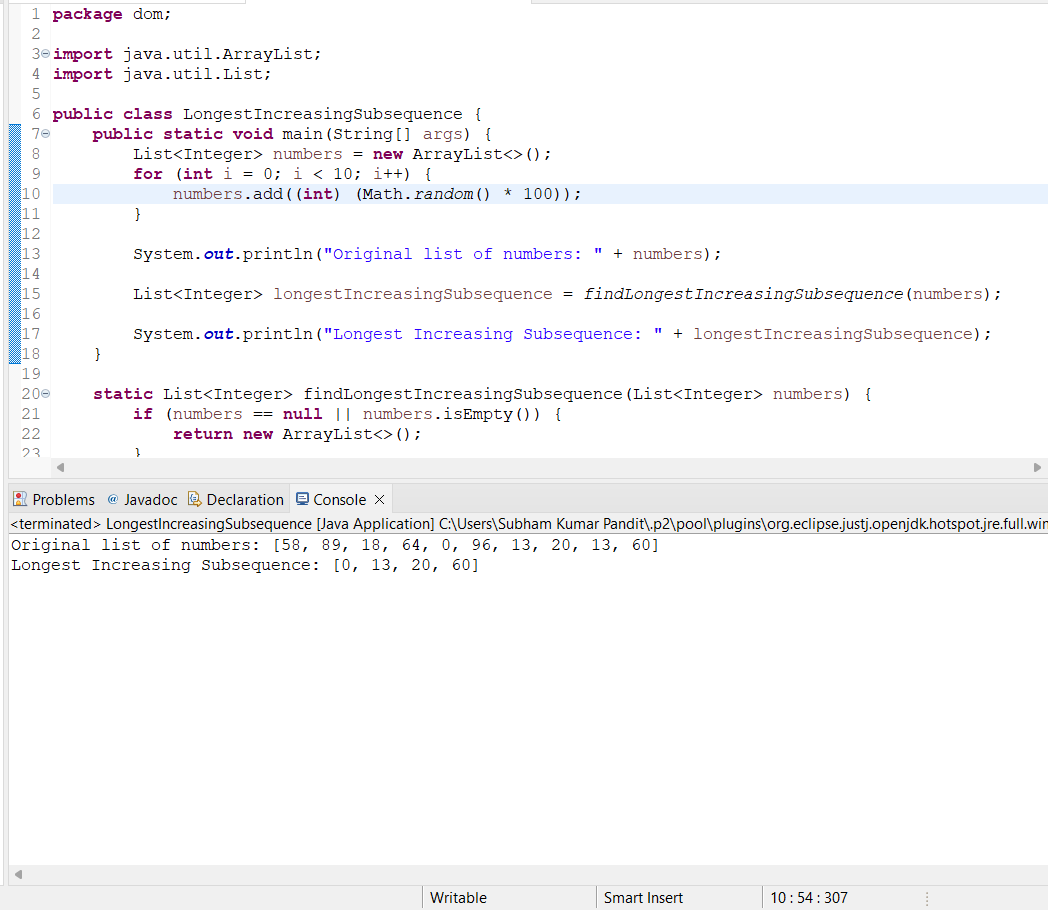 1 package dom;
2
3 import java.util.ArrayList;
4 import java.util.List;
5
6 public class LongestIncreasingSubsequence {
7     public static void main(String[] args) {
8         List<Integer> numbers = new ArrayList<>();
9         for (int i = 0; i < 10; i++) {
10             numbers.add((int) (Math.random() * 100));
11         }
12
13         System.out.println("Original list of numbers: " + numbers);
14
15         List<Integer> longestIncreasingSubsequence = findLongestIncreasingSubsequence(numbers);
16
17         System.out.println("Longest Increasing Subsequence: " + longestIncreasingSubsequence);
18     }
19
20     static List<Integer> findLongestIncreasingSubsequence(List<Integer> numbers) {
21         if (numbers == null || numbers.isEmpty()) {
22             return new ArrayList<>();
23         }
Problems @ Javadoc Declaration Console
<terminated> LongestIncreasingSubsequence [Java Application] C:\Users\Subham Kumar Pandit\.p2\pool\plugins\org.eclipse.justj.openjdk.hotspot.jre.full.win
Original list of numbers: [58, 89, 18, 64, 0, 96, 13, 20, 13, 60]
Longest Increasing Subsequence: [0, 13, 20, 60]
Writable Smart Insert 10 : 54 : 307